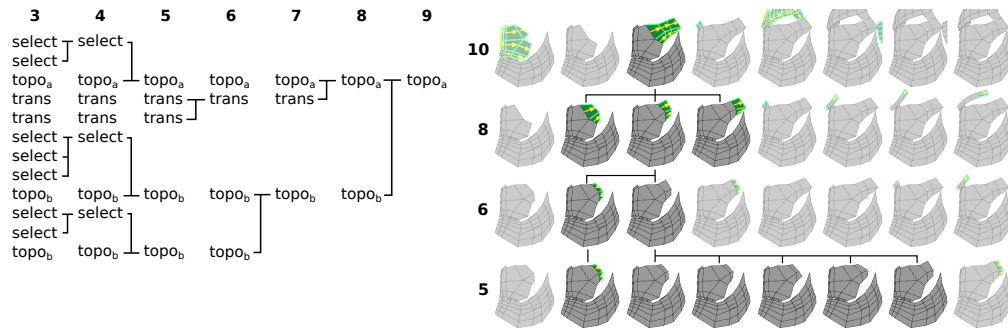 3 4 5 6 7 8 9
select select
select
topoa topoa topoa topoa topoa topoa topoa
trans trans trans trans trans
trans trans trans
select select
select
select
topob topob topob topob topob topob
select select
select
topob topob topob topob
10
8
6
5